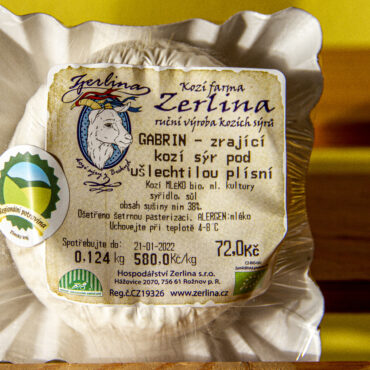 Zerlina
Kozí farma
Zerlina
ruční výroba kozích sýrů
GABRIN - zrající
kozí sýr pod
ušlechtilou plísní
Kozí MLéKO bio, ml. kultury
syřidlo, sůl
obsah sušiny min 38%.
Ošetřeno šetrnou pasterizací. ALERGEN:mléko
Uchovejte při teplotě 4-8°C
Spotřebujte do: 21-01-2022
72.0Kč
0.124 kg 580.0Kč/kg
Hospodářství Zerlina s.r.o.
Hážovice 2070, 756 61 Rožnov p. R.
Reg.č.CZ19326 www.zerlina.cz
Regionální potravina